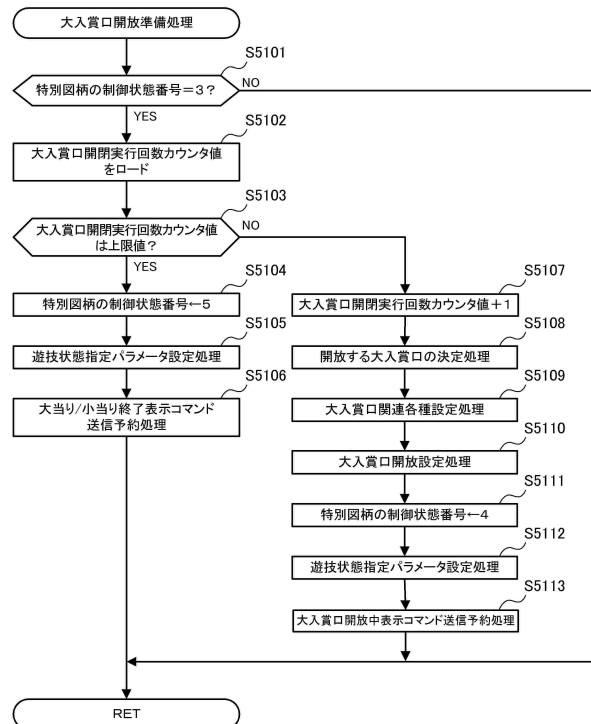 大入賞口開放準備処理
S5101
特別図柄の制御状態番号=3?
NO
YES
S5102
大入賞口開閉実行回数カウンタ値
をロード
S5103
大入賞口開閉実行回数カウンタ値
は上限値?
NO
YES
S5104
特別図柄の制御状態番号←5
S5105
遊技状態指定パラメータ設定処理
S5106
大当り/小当り終了表示コマンド
送信予約処理
S5107
大入賞口開閉実行回数カウンタ値+1
S5108
開放する大入賞口の決定処理
S5109
大入賞口関連各種設定処理
S5110
大入賞口開放設定処理
S5111
特別図柄の制御状態番号←4
S5112
遊技状態指定パラメータ設定処理
S5113
大入賞口開放中表示コマンド送信予約処理
RET